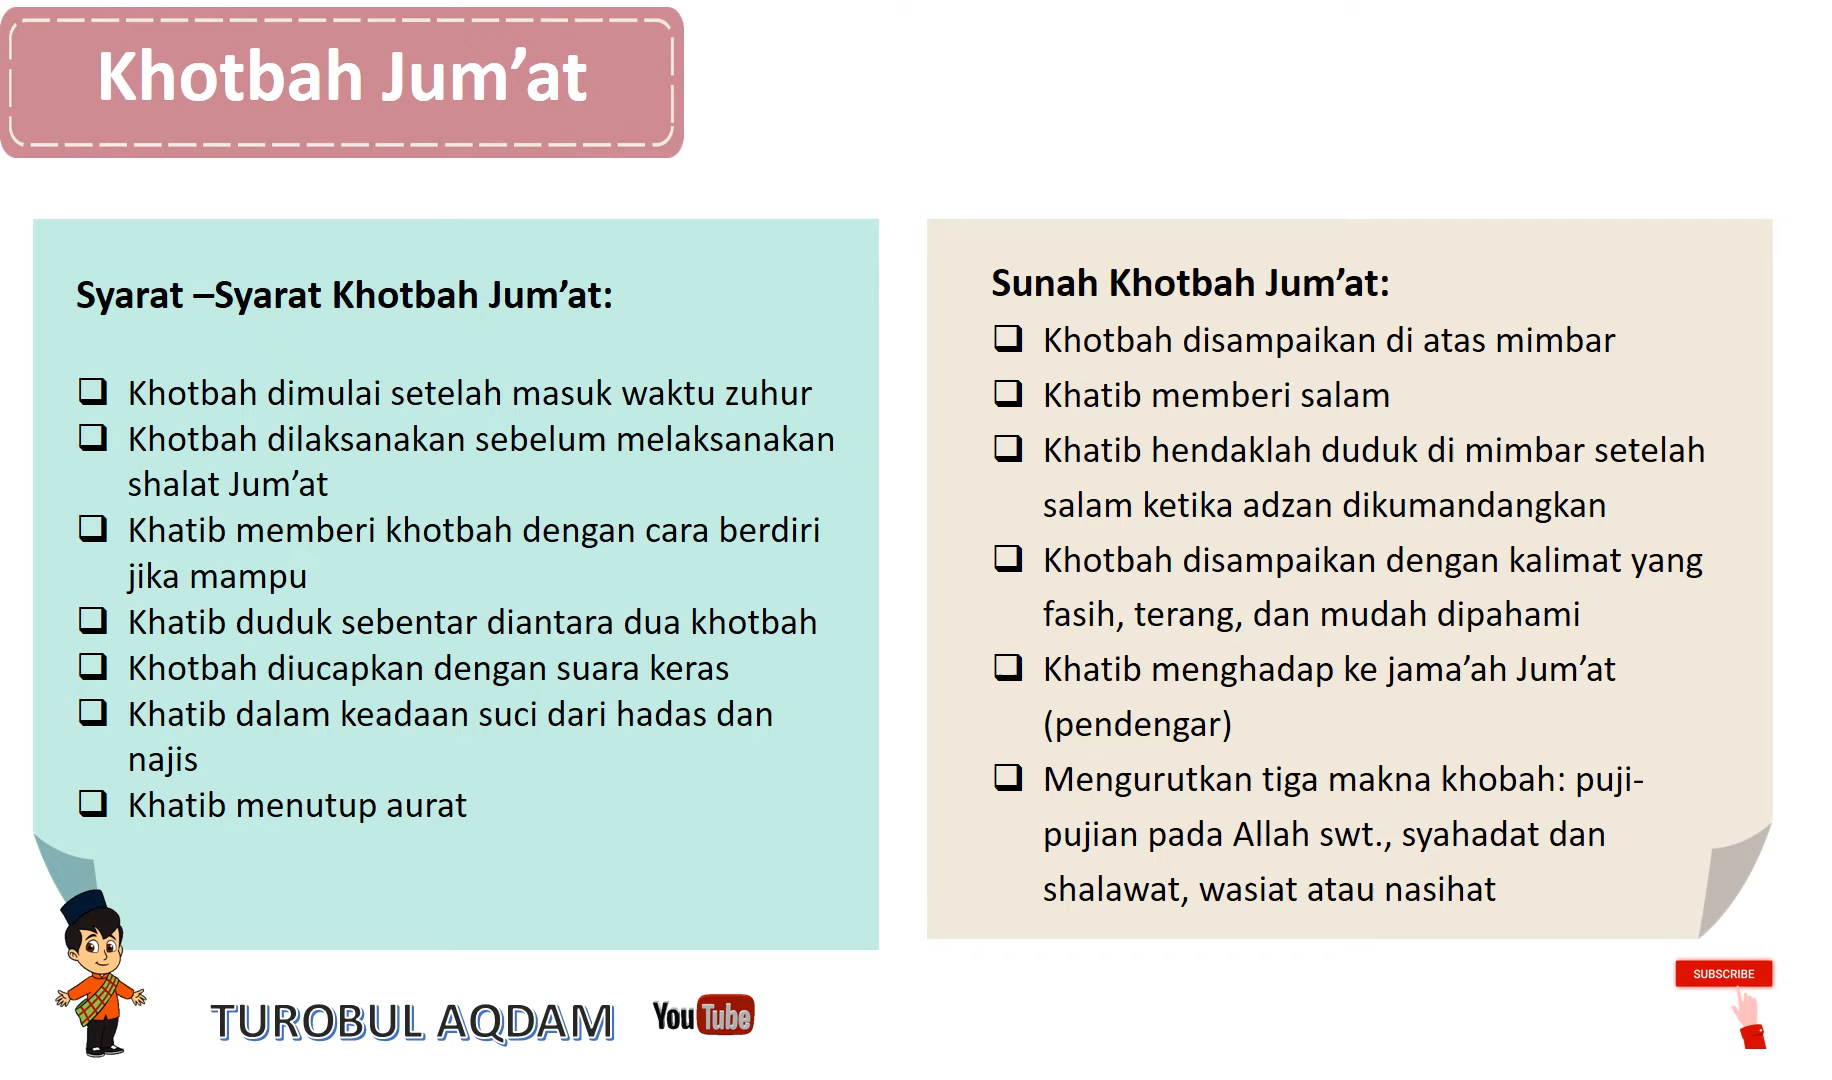 Khotbah Jum’at
Syarat –Syarat Khotbah Jum’at:
❑ Khotbah dimulai setelah masuk waktu zuhur
❑ Khotbah dilaksanakan sebelum melaksanakan
shalat Jum’at
❑ Khatib memberi khotbah dengan cara berdiri
jika mampu
❑ Khatib duduk sebentar diantara dua khotbah
❑ Khotbah diucapkan dengan suara keras
❑ Khatib dalam keadaan suci dari hadas dan
najis
❑ Khatib menutup aurat
Sunah Khotbah Jum’at:
❑ Khotbah disampaikan di atas mimbar
❑ Khatib memberi salam
❑ Khatib hendaklah duduk di mimbar setelah
salam ketika adzan dikumandangkan
❑ Khotbah disampaikan dengan kalimat yang
fasih, terang, dan mudah dipahami
❑ Khatib menghadap ke jama’ah Jum’at
(pendengar)
❑ Mengurutkan tiga makna khobah: puji-
pujian pada Allah swt., syahadat dan
shalawat, wasiat atau nasihat
TUROBUL AQDAM
YouTube
SUBSCRIBE